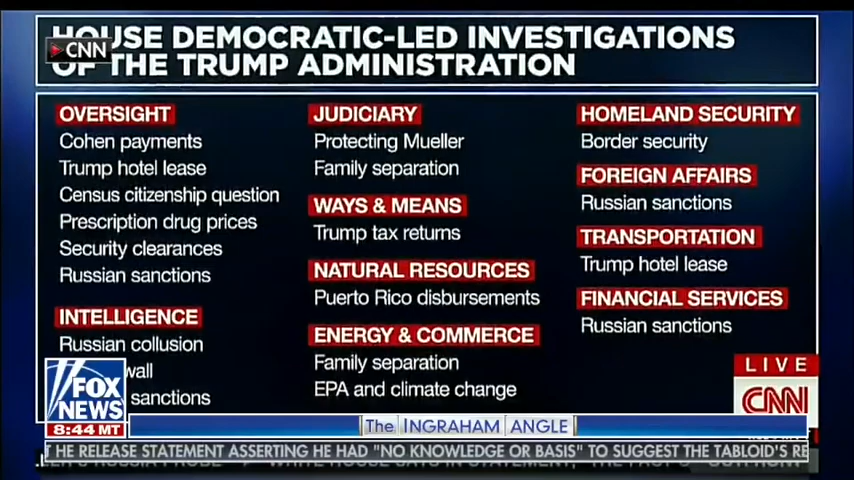 HOUSE DEMOCRATIC-LED INVESTIGATIONS
OF THE TRUMP ADMINISTRATION
CNN
OVERSIGHT
Cohen payments
Trump hotel lease
Census citizenship question
Prescription drug prices
Security clearances
Russian sanctions
INTELLIGENCE
Russian collusion
wall
sanctions
JUDICIARY
Protecting Mueller
Family separation
WAYS & MEANS
Trump tax returns
NATURAL RESOURCES
Puerto Rico disbursements
ENERGY & COMMERCE
Family separation
EPA and climate change
HOMELAND SECURITY
Border security
FOREIGN AFFAIRS
Russian sanctions
TRANSPORTATION
Trump hotel lease
FINANCIAL SERVICES
Russian sanctions
LIVE
CNN
FOX
NEWS
8:44 MT
The INGRAHAM ANGLE
T HE RELEASE STATEMENT ASSERTING HE HAD "NO KNOWLEDGE OR BASIS" TO SUGGEST THE TABLOID'S RE